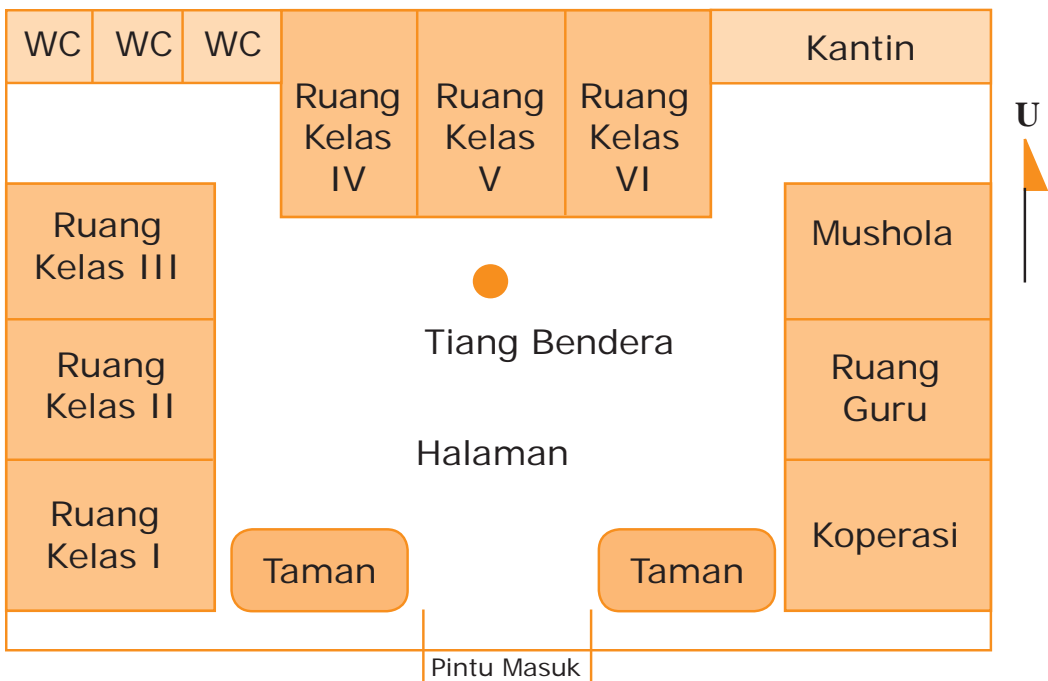 WC
WC
WC
Kantin
Ruang
Kelas
IV
Ruang
Kelas
V
Ruang
Kelas
VI
U
Ruang
Kelas III
Mushola
Tiang Bendera
Ruang
Kelas II
Ruang
Guru
Halaman
Ruang
Kelas I
Koperasi
Taman
Taman
Pintu Masuk